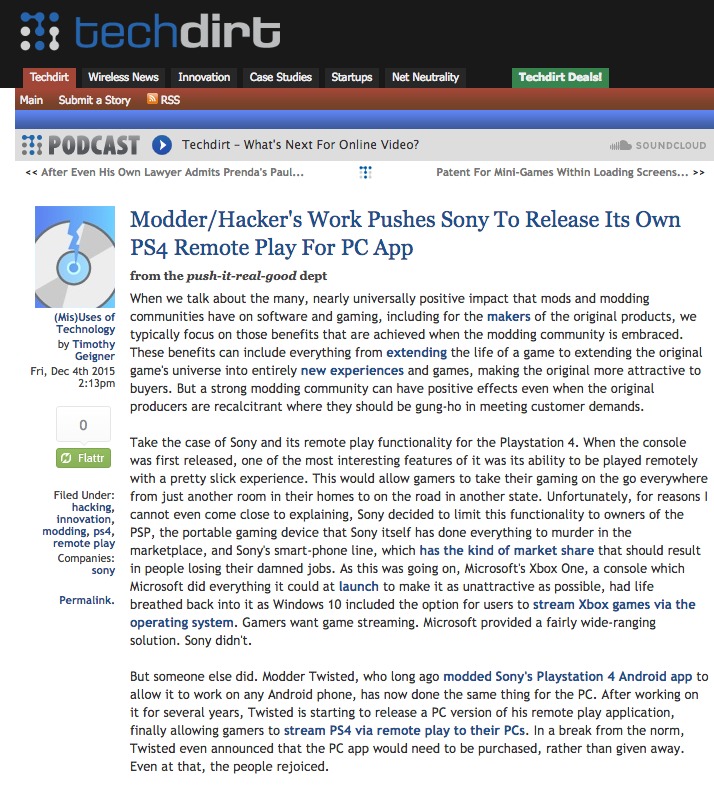 techdirt
Techdirt Wireless News Innovation Case Studies Startups Net Neutrality Techdirt Deals!
Main Submit a Story RSS
PODCAST Techdirt – What's Next For Online Video? SOUNDCLOUD
<< After Even His Own Lawyer Admits Prenda's Paul... Patent For Mini-Games Within Loading Screens... >>
(Mis)Uses of
Technology
by Timothy
Geigner
Fri, Dec 4th 2015
2:13pm
0
Flattr
Filed Under:
hacking,
innovation,
modding, ps4,
remote play
Companies:
sony
Permalink.
Modder/Hacker's Work Pushes Sony To Release Its Own
PS4 Remote Play For PC App
from the push-it-real-good dept
When we talk about the many, nearly universally positive impact that mods and modding
communities have on software and gaming, including for the makers of the original products, we
typically focus on those benefits that are achieved when the modding community is embraced.
These benefits can include everything from extending the life of a game to extending the original
game's universe into entirely new experiences and games, making the original more attractive to
buyers. But a strong modding community can have positive effects even when the original
producers are recalcitrant where they should be gung-ho in meeting customer demands.
Take the case of Sony and its remote play functionality for the Playstation 4. When the console
was first released, one of the most interesting features of it was its ability to be played remotely
with a pretty slick experience. This would allow gamers to take their gaming on the go everywhere
from just another room in their homes to on the road in another state. Unfortunately, for reasons I
cannot even come close to explaining, Sony decided to limit this functionality to owners of the
PSP, the portable gaming device that Sony itself has done everything to murder in the
marketplace, and Sony's smart-phone line, which has the kind of market share that should result
in people losing their damned jobs. As this was going on, Microsoft's Xbox One, a console which
Microsoft did everything it could at launch to make it as unattractive as possible, had life
breathed back into it as Windows 10 included the option for users to stream Xbox games via the
operating system. Gamers want game streaming. Microsoft provided a fairly wide-ranging
solution. Sony didn't.
But someone else did. Modder Twisted, who long ago modded Sony's Playstation 4 Android app to
allow it to work on any Android phone, has now done the same thing for the PC. After working on
it for several years, Twisted is starting to release a PC version of his remote play application,
finally allowing gamers to stream PS4 via remote play to their PCs. In a break from the norm,
Twisted even announced that the PC app would need to be purchased, rather than given away.
Even at that, the people rejoiced.